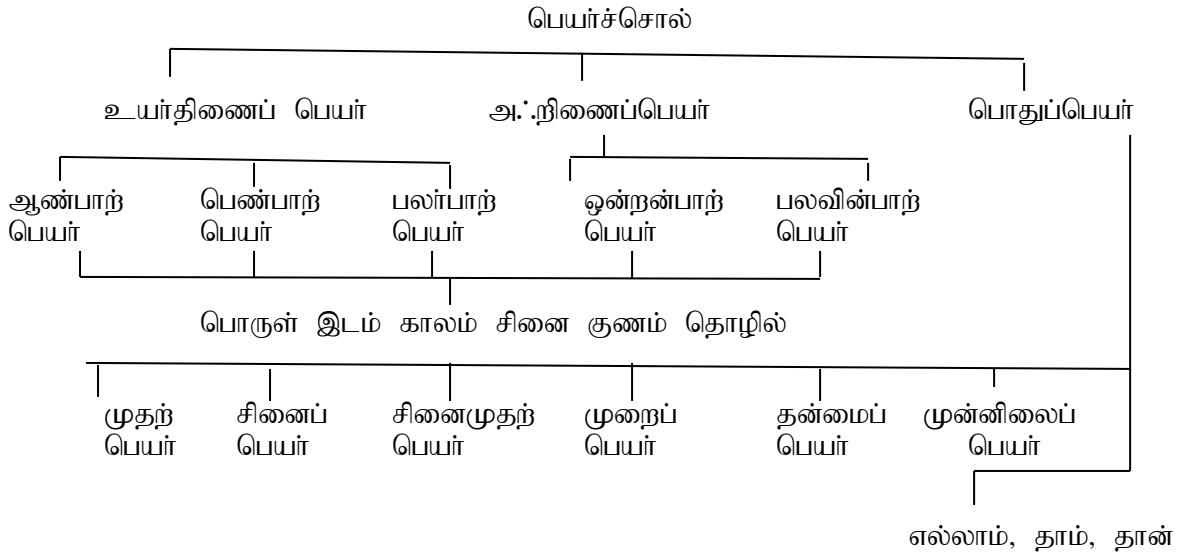 பெயர்ச்சொல்
உயர்திணைப் பெயர் அஃறிணைப்பெயர் பொதுப்பெயர்
ஆண்பாற் பெண்பாற் பலர்பாற் ஒன்றன்பாற் பலவின்பாற்
பெயர் பெயர் பெயர் பெயர் பெயர்
பொருள் இடம் காலம் சினை குணம் தொழில்
முதற் சினைப் சினைமுதற் முறைப் தன்மைப் முன்னிலைப்
பெயர் பெயர் பெயர் பெயர் பெயர் பெயர்
எல்லாம், தாம், தான்